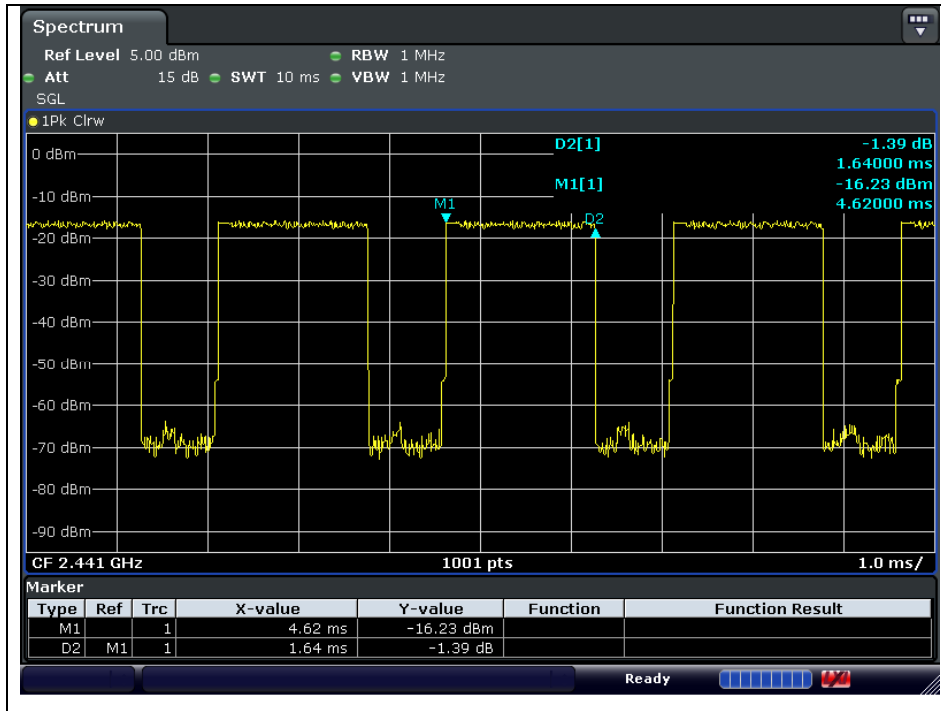 Spectrum
Ref Level 5.00 dBm RBW 1 MHz
Att 15 dB SWT 10 ms VBW 1 MHz
SGL
1Pk Clrw
D2[1] -1.39 dB
1.64000 ms
M1[1] -16.23 dBm
4.62000 ms
0 dBm
-10 dBm
M1
D2
-20 dBm
-30 dBm
-40 dBm
-50 dBm
-60 dBm
-70 dBm
-80 dBm
-90 dBm
CF 2.441 GHz 1001 pts 1.0 ms/
Marker
Type Ref Trc X-value Y-value Function Function Result
M1 1 4.62 ms -16.23 dBm
D2 M1 1 1.64 ms -1.39 dB
Ready